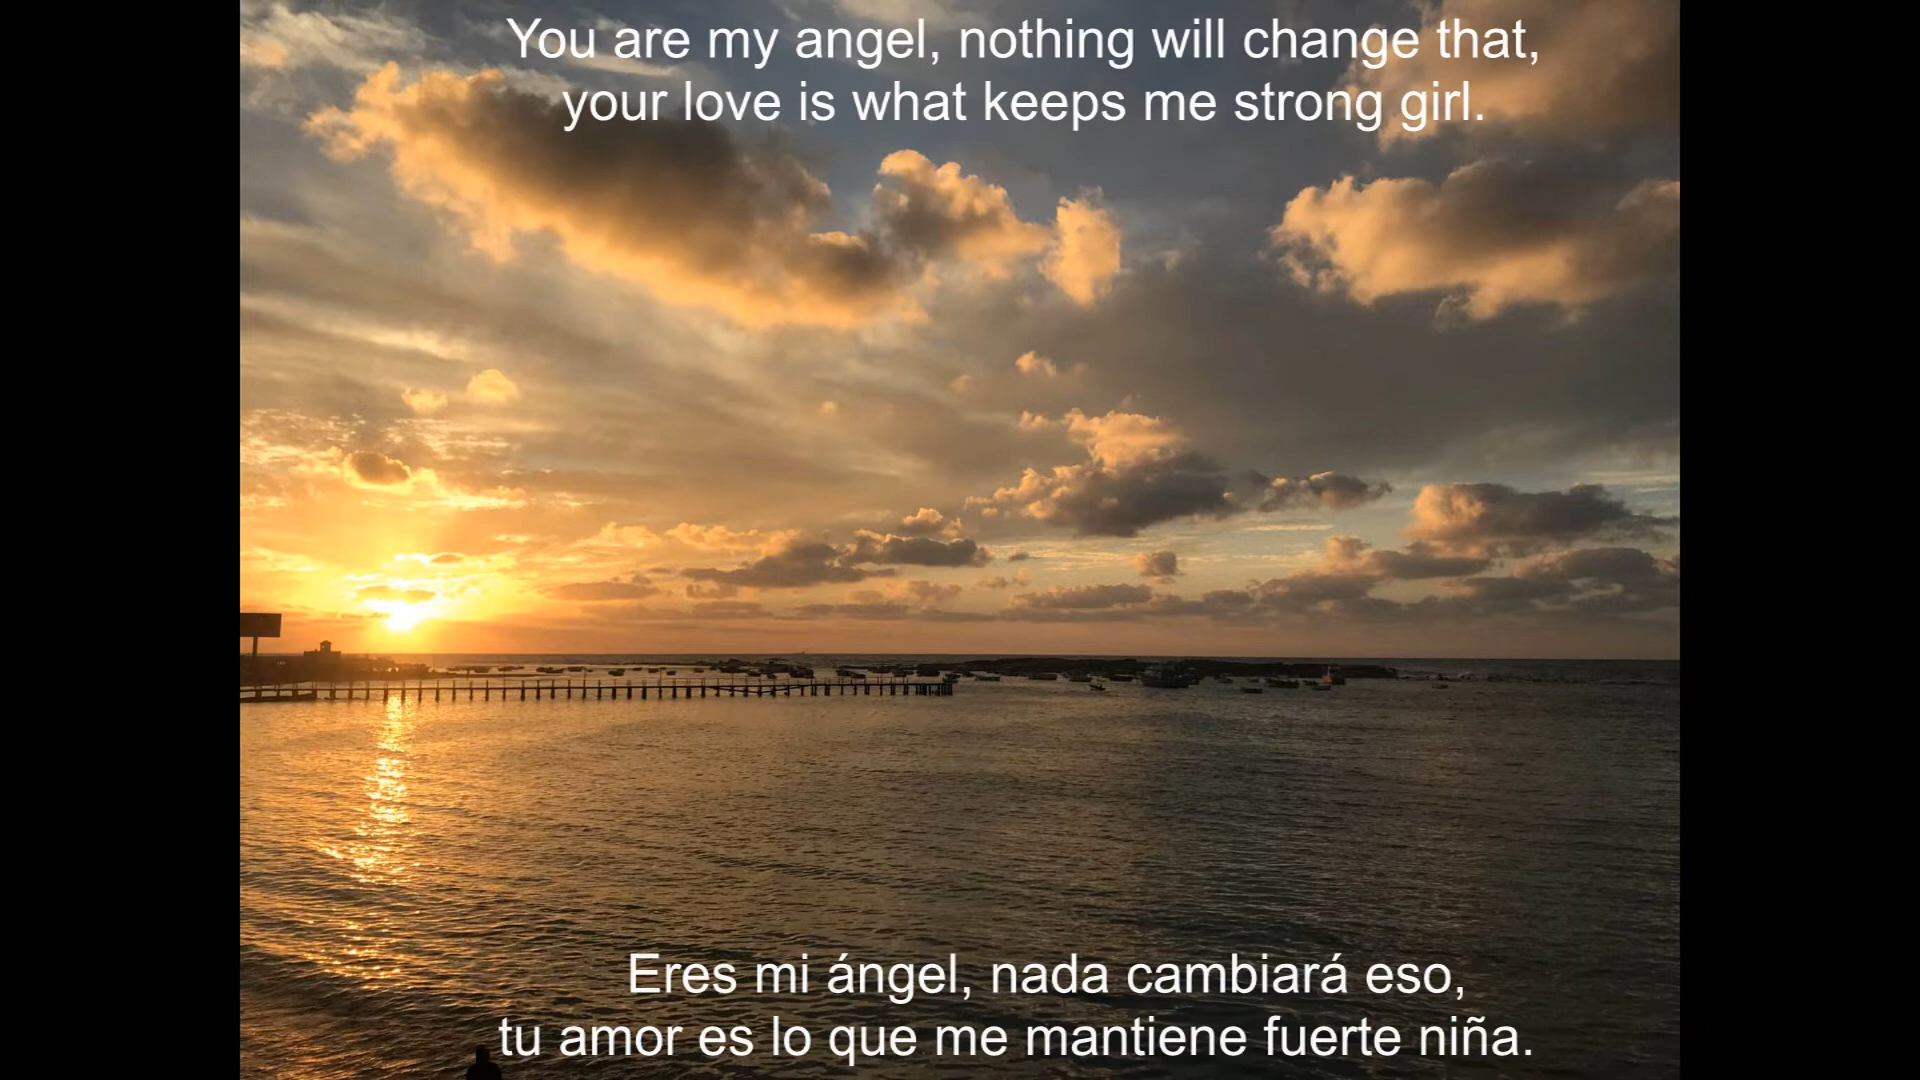 You are my angel, nothing will change that,
your love is what keeps me strong girl.
Eres mi ángel, nada cambiará eso,
tu amor es lo que me mantiene fuerte niña.